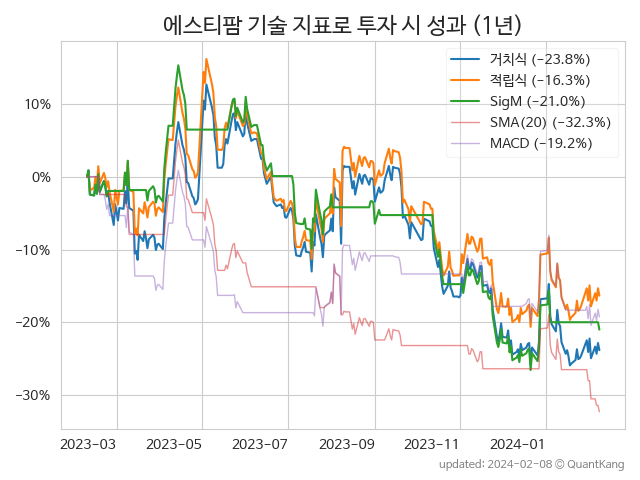 에스티팜 기술 지표로 투자 시 성과 (1년)
거치식 (−23.8%)
적립식 (−16.3%)
SigM (−21.0%)
SMA(20) (−32.3%)
MACD (−19.2%)
10%
0%
−10%
−20%
−30%
2023−03 2023−05 2023−07 2023−09 2023−11 2024−01
updated: 2024−02−08 © QuantKang